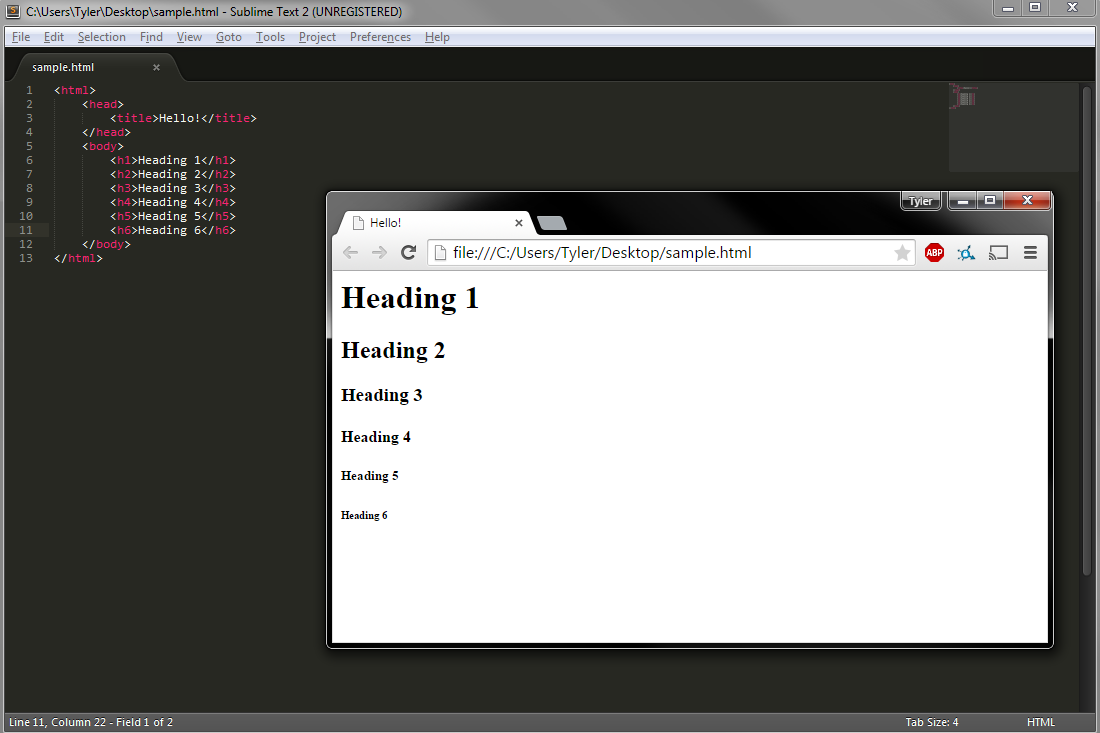 C:\Users\Tyler\Desktop\sample.html - Sublime Text 2 (UNREGISTERED)
File Edit Selection Find View Goto Tools Project Preferences Help
sample.html
1 <html>
2 <head>
3 <title>Hello!</title>
4 </head>
5 <body>
6 <h1>Heading 1</h1>
7 <h2>Heading 2</h2>
8 <h3>Heading 3</h3>
9 <h4>Heading 4</h4>
10 <h5>Heading 5</h5>
11 <h6>Heading 6</h6>
12 </body>
13 </html>
Tyler
Hello!
file:///C:/Users/Tyler/Desktop/sample.html
ABP
Heading 1
Heading 2
Heading 3
Heading 4
Heading 5
Heading 6
Line 11, Column 22 - Field 1 of 2 Tab Size: 4 HTML